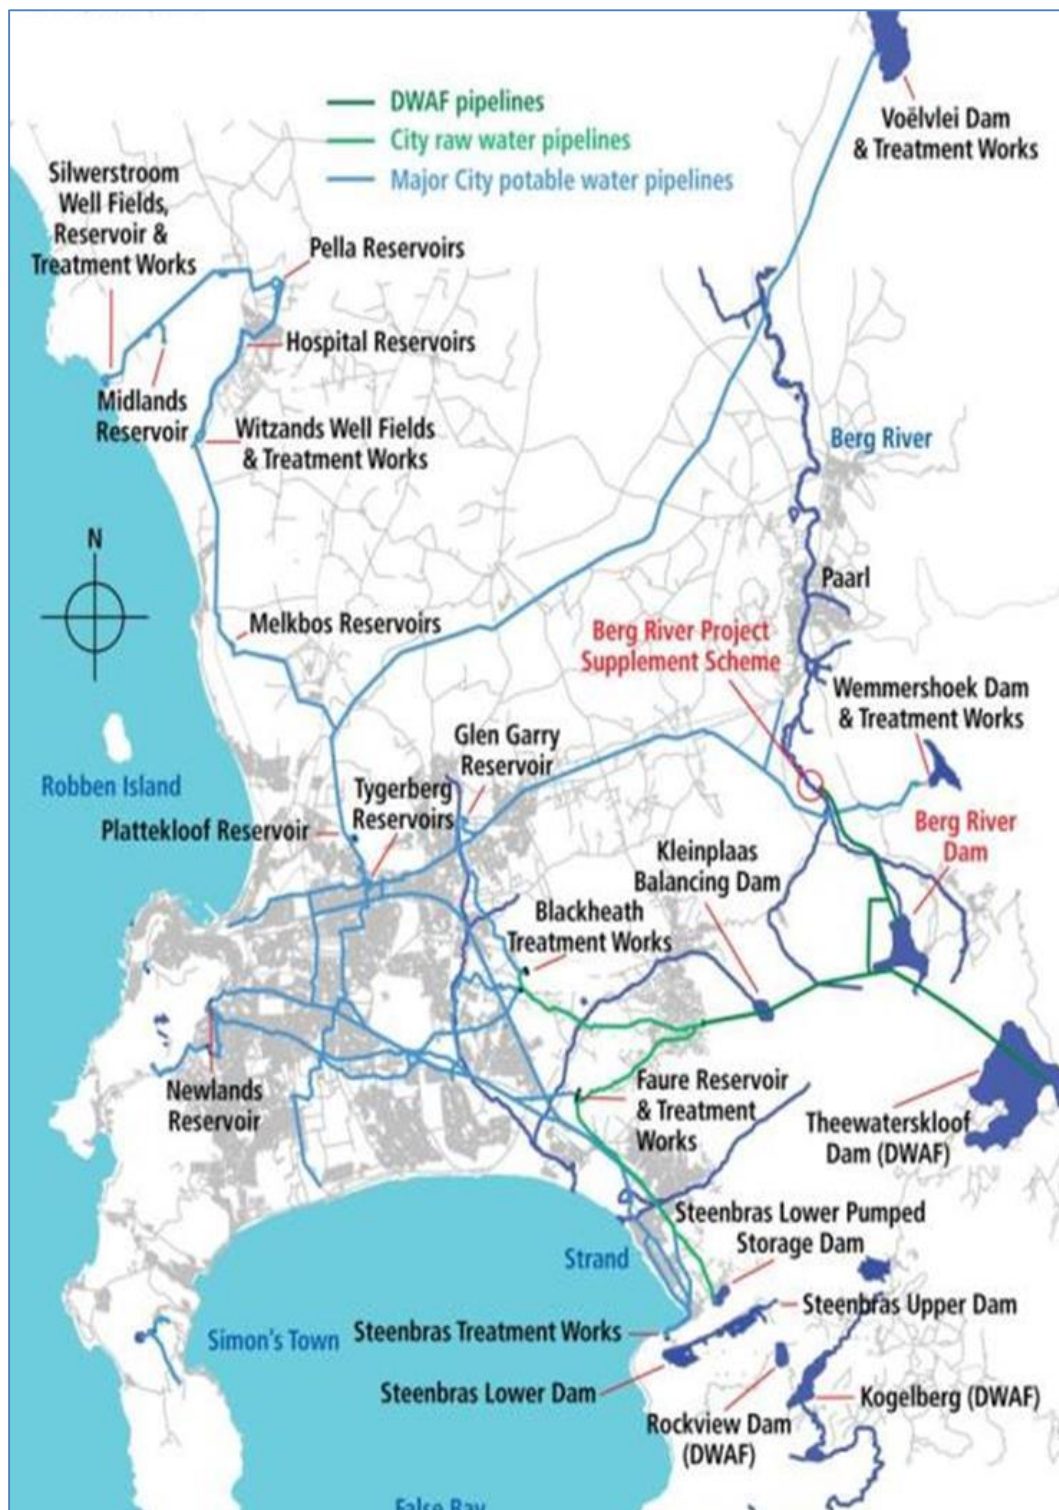 DWAF pipelines
City raw water pipelines
Major City potable water pipelines
Voëlvlei Dam
& Treatment Works
Silwerstroom
Well Fields,
Reservoir &
Treatment Works
Pella Reservoirs
Hospital Reservoirs
Midlands
Reservoir
Witzands Well Fields
& Treatment Works
Berg River
N
Paarl
Melkbos Reservoirs
Berg River Project
Supplement Scheme
Wemmershoek Dam
& Treatment Works
Glen Garry
Reservoir
Robben Island
Tygerberg
Reservoirs
Plattekloof Reservoir
Berg River
Dam
Kleinplaas
Balancing Dam
Blackheath
Treatment Works
Newlands
Reservoir
Faure Reservoir
& Treatment
Works
Theewaterskloof
Dam (DWAF)
Steenbras Lower Pumped
Storage Dam
Strand
Steenbras Upper Dam
Simon's Town
Steenbras Treatment Works
Steenbras Lower Dam
Kogelberg (DWAF)
Rockview Dam
(DWAF)
False Bay